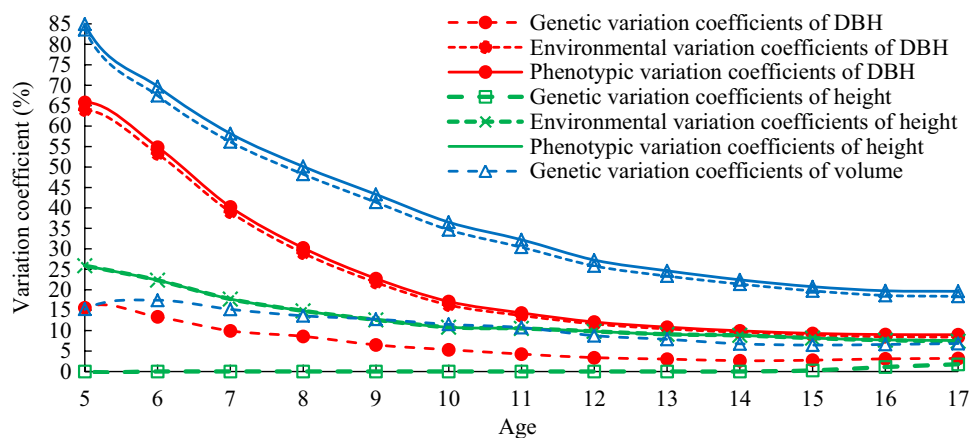 Variation coefficient (%)
85
80
75
70
65
60
55
50
45
40
35
30
25
20
15
10
5
0
Genetic variation coefficients of DBH
Environmental variation coefficients of DBH
Phenotypic variation coefficients of DBH
Genetic variation coefficients of height
Environmental variation coefficients of height
Phenotypic variation coefficients of height
Genetic variation coefficients of volume
5 6 7 8 9 10 11 12 13 14 15 16 17
Age